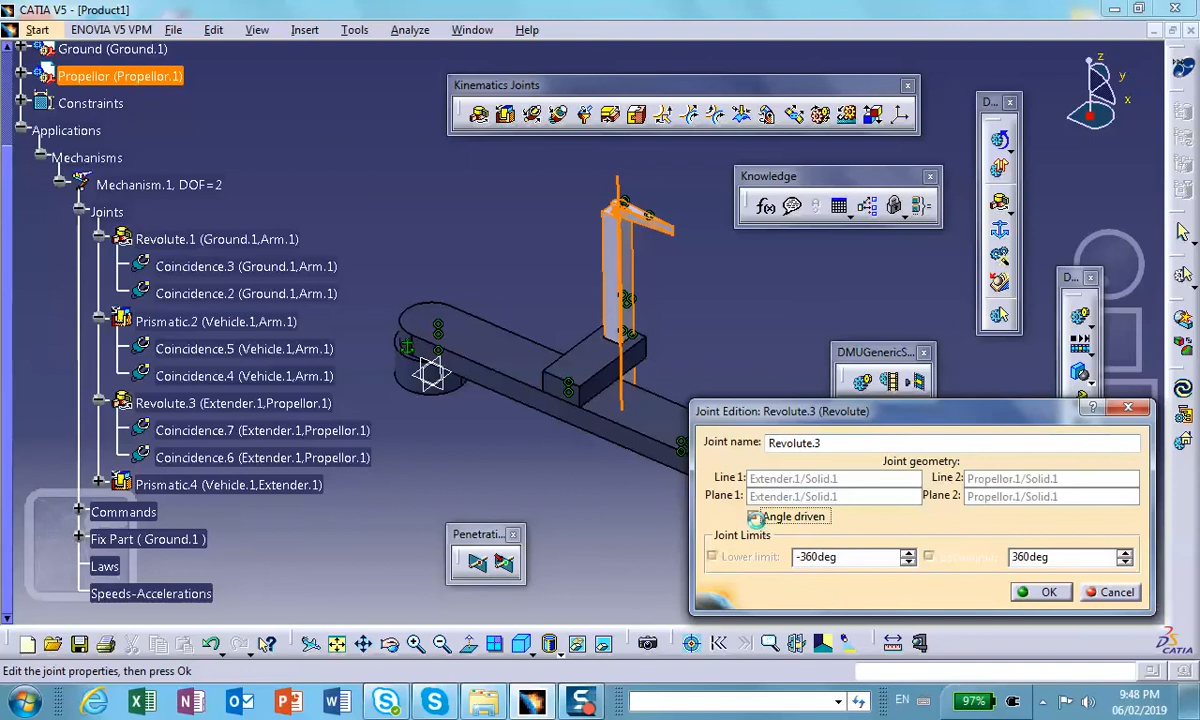 CATIA V5 - [Product1]
Start ENOVIA V5 VPM File Edit View Insert Tools Analyze Window Help
Ground (Ground.1)
Propellor (Propellor.1)
Constraints
Applications
Mechanisms
Mechanism.1, DOF=2
Joints
Revolute.1 (Ground.1,Arm.1)
Coincidence.3 (Ground.1,Arm.1)
Coincidence.2 (Ground.1,Arm.1)
Prismatic.2 (Vehicle.1,Arm.1)
Coincidence.5 (Vehicle.1,Arm.1)
Coincidence.4 (Vehicle.1,Arm.1)
Revolute.3 (Extender.1,Propellor.1)
Coincidence.7 (Extender.1,Propellor.1)
Coincidence.6 (Extender.1,Propellor.1)
Prismatic.4 (Vehicle.1,Extender.1)
Commands
Fix Part ( Ground.1 )
Laws
Speeds-Accelerations
Kinematics Joints
D...
z
y
x
Knowledge
f(x)
D...
DMUGenericS...
Penetrati...
Joint Edition: Revolute.3 (Revolute)
Joint name: Revolute.3
Joint geometry:
Line 1: Extender.1/Solid.1 Line 2: Propellor.1/Solid.1
Plane 1: Extender.1/Solid.1 Plane 2: Propellor.1/Solid.1
Angle driven
Joint Limits
Lower limit: -360deg 360deg
OK Cancel
CATIA
Edit the joint properties, then press Ok
EN 97% 9:48 PM
06/02/2019